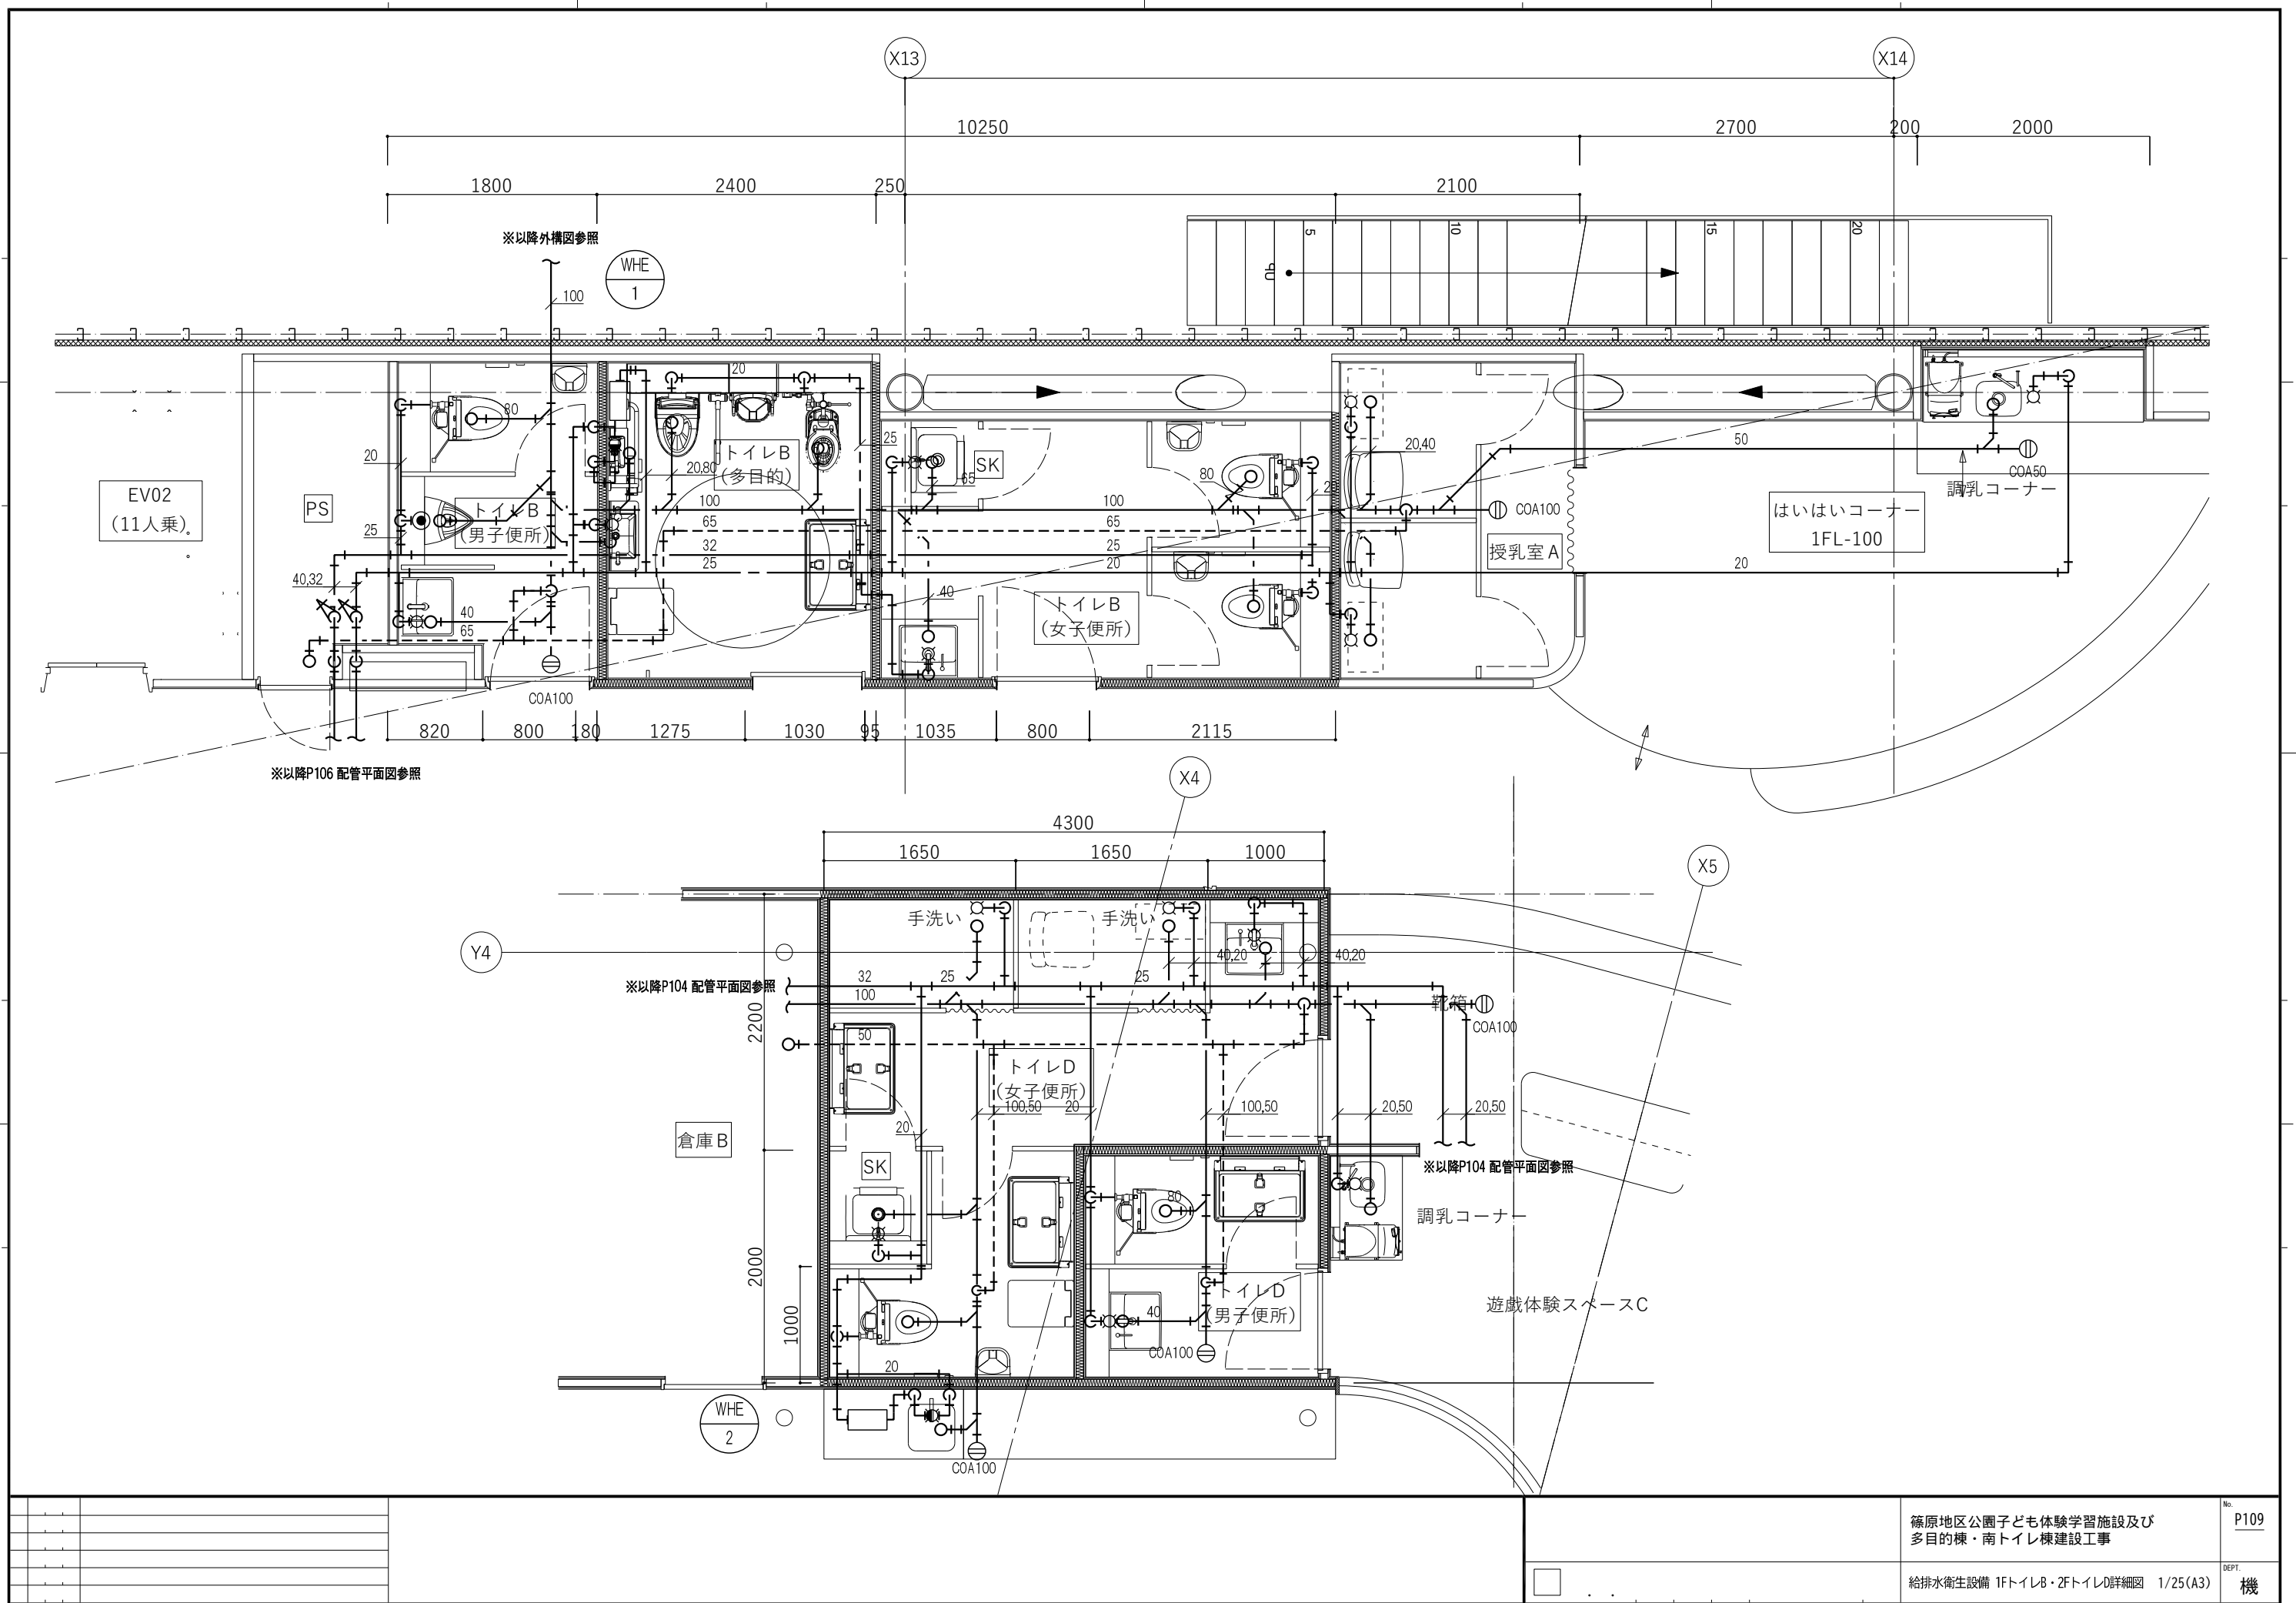 X13
X14
10250
2700
200
2000
1800
2400
250
2100
※以降外構図参照
WHE
1
100
UP
5
10
15
20
EV02
(11人乗)
PS
トイレB
(男子便所)
トイレB
(多目的)
SK
トイレB
(女子便所)
授乳室A
はいはいコーナー
1FL-100
調乳コーナー
COA50
COA100
COA100
80
20
25
40,32
40
65
20
20,80
25
100
65
32
25
65
40
80
100
65
25
20
20,40
50
20
820
800
180
1275
1030
95
1035
800
2115
※以降P106 配管平面図参照
X4
X5
Y4
4300
1650
1650
1000
手洗い
手洗い
40,20
40,20
※以降P104 配管平面図参照
32
25
25
100
靴箱
COA100
2200
50
トイレD
(女子便所)
100,50
20
100,50
20,50
20,50
倉庫B
20
SK
※以降P104 配管平面図参照
80
調乳コーナー
2000
1000
トイレD
(男子便所)
40
COA100
遊戯体験スペースC
20
WHE
2
COA100
篠原地区公園子ども体験学習施設及び
多目的棟・南トイレ棟建設工事
No.
P109
給排水衛生設備 1FトイレB・2FトイレD詳細図 1/25(A3)
DEPT.
機